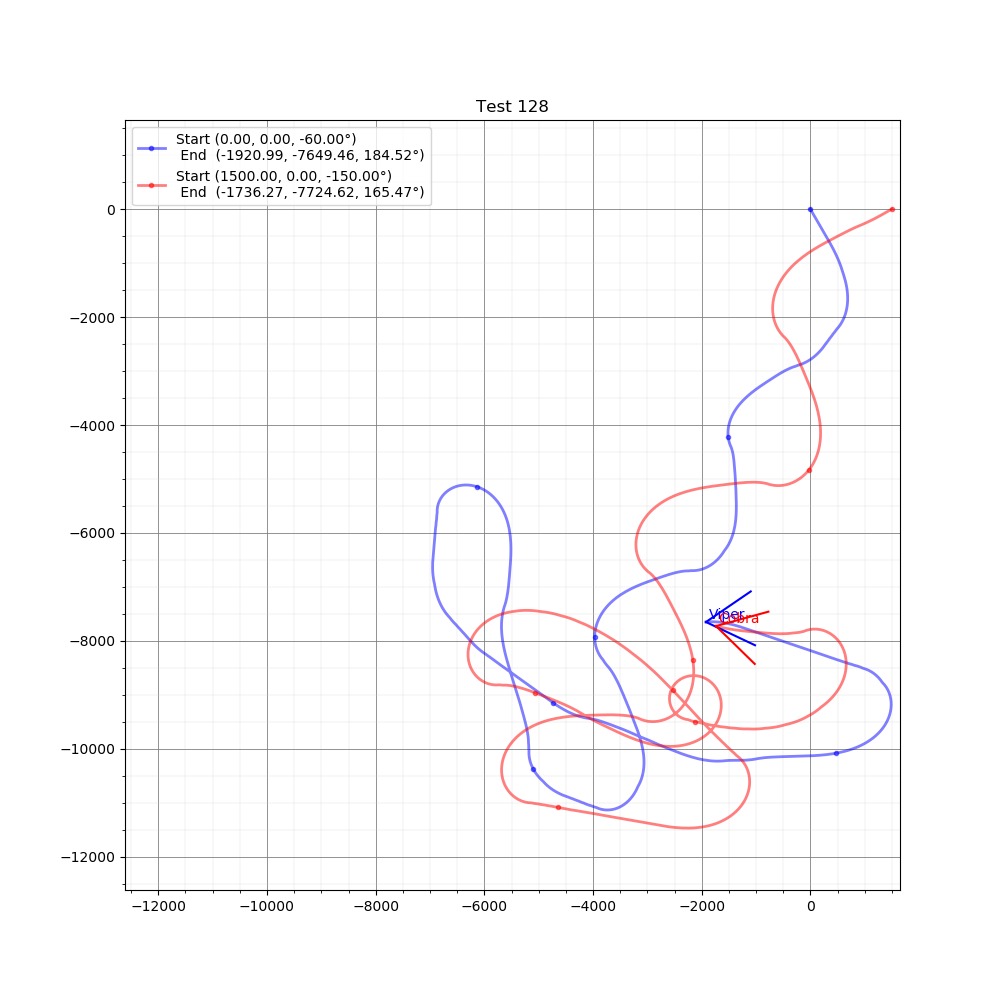 Test 128
Start (0.00, 0.00, -60.00°)
End (-1920.99, -7649.46, 184.52°)
Start (1500.00, 0.00, -150.00°)
End (-1736.27, -7724.62, 165.47°)
0
−2000
−4000
−6000
−8000
−10000
−12000
Viper
−12000 −10000 −8000 −6000 −4000 −2000 0